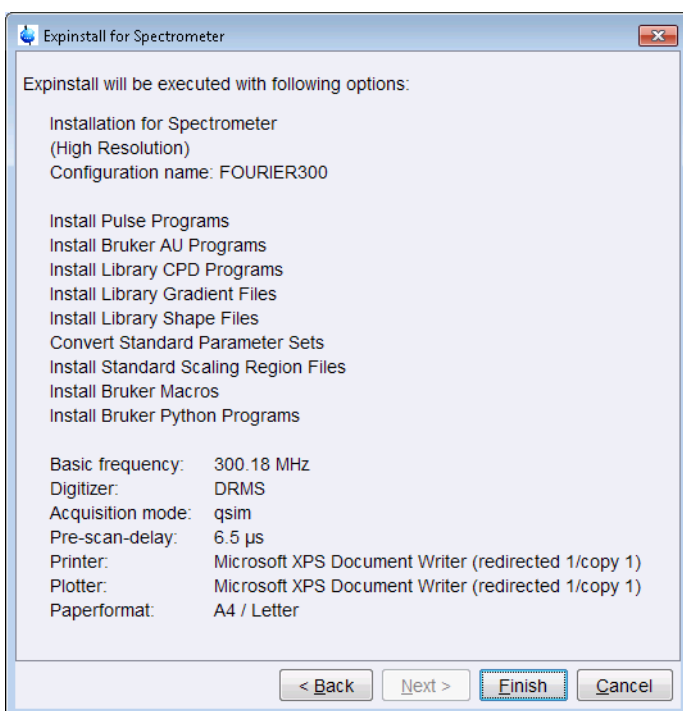 Expinstall for Spectrometer
Expinstall will be executed with following options:
Installation for Spectrometer
(High Resolution)
Configuration name: FOURIER300
Install Pulse Programs
Install Bruker AU Programs
Install Library CPD Programs
Install Library Gradient Files
Install Library Shape Files
Convert Standard Parameter Sets
Install Standard Scaling Region Files
Install Bruker Macros
Install Bruker Python Programs
Basic frequency: 300.18 MHz
Digitizer: DRMS
Acquisition mode: qsim
Pre-scan-delay: 6.5 µs
Printer: Microsoft XPS Document Writer (redirected 1/copy 1)
Plotter: Microsoft XPS Document Writer (redirected 1/copy 1)
Paperformat: A4 / Letter
< Back Next > Finish Cancel